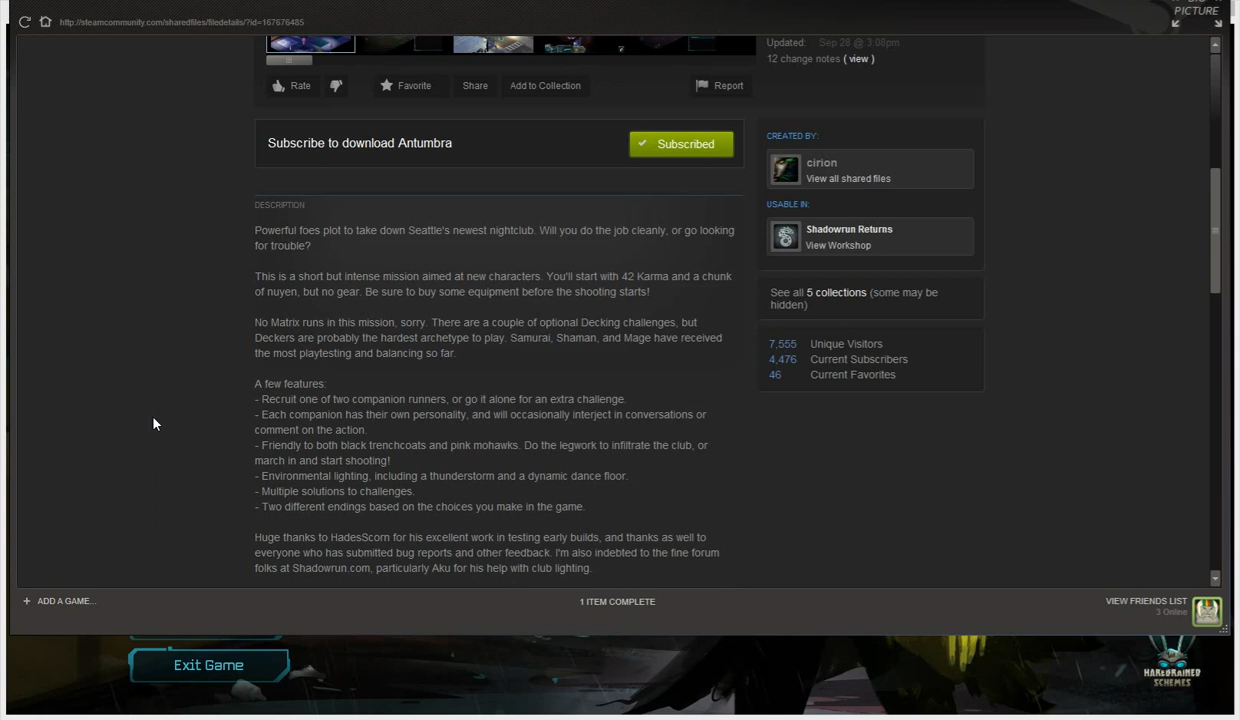 PICTURE
http://steamcommunity.com/sharedfiles/filedetails/?id=167676485
Updated: Sep 28 @ 3:08pm
12 change notes ( view )
Rate
Favorite
Share
Add to Collection
Report
Subscribe to download Antumbra
Subscribed
CREATED BY:
cirion
View all shared files
USABLE IN:
Shadowrun Returns
View Workshop
See all 5 collections (some may be
hidden)
7,555 Unique Visitors
4,476 Current Subscribers
46 Current Favorites
DESCRIPTION
Powerful foes plot to take down Seattle's newest nightclub. Will you do the job cleanly, or go looking
for trouble?
This is a short but intense mission aimed at new characters. You'll start with 42 Karma and a chunk
of nuyen, but no gear. Be sure to buy some equipment before the shooting starts!
No Matrix runs in this mission, sorry. There are a couple of optional Decking challenges, but
Deckers are probably the hardest archetype to play. Samurai, Shaman, and Mage have received
the most playtesting and balancing so far.
A few features:
- Recruit one of two companion runners, or go it alone for an extra challenge.
- Each companion has their own personality, and will occasionally interject in conversations or
comment on the action.
- Friendly to both black trenchcoats and pink mohawks. Do the legwork to infiltrate the club, or
march in and start shooting!
- Environmental lighting, including a thunderstorm and a dynamic dance floor.
- Multiple solutions to challenges.
- Two different endings based on the choices you make in the game.
Huge thanks to HadesScorn for his excellent work in testing early builds, and thanks as well to
everyone who has submitted bug reports and other feedback. I'm also indebted to the fine forum
folks at Shadowrun.com, particularly Aku for his help with club lighting.
+ ADD A GAME...
1 ITEM COMPLETE
VIEW FRIENDS LIST
3 Online
Exit Game
HAREBRAINED
SCHEMES